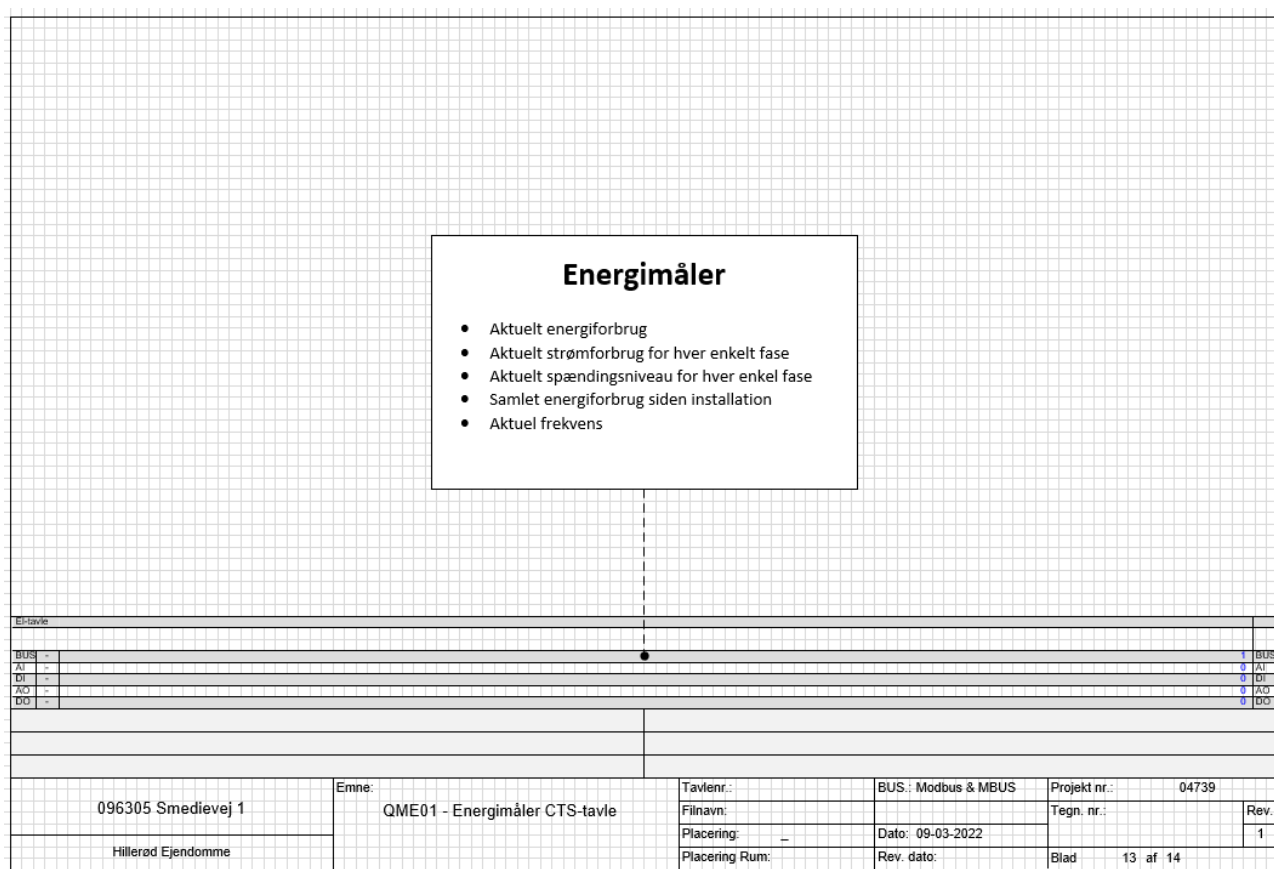 Energimåler
• Aktuelt energiforbrug
• Aktuelt strømforbrug for hver enkelt fase
• Aktuelt spændingsniveau for hver enkel fase
• Samlet energiforbrug siden installation
• Aktuel frekvens
El-tavle
BUS - 1 BUS
AI - 0 AI
DI - 0 DI
AO - 0 AO
DO - 0 DO
096305 Smedievej 1
Hillerød Ejendomme
Emne:
QME01 - Energimåler CTS-tavle
Tavlenr.:
Filnavn:
Placering: _
Placering Rum:
BUS.: Modbus & MBUS
Dato: 09-03-2022
Rev. dato:
Projekt nr.: 04739
Tegn. nr.:
Rev.
1
Blad 13 af 14